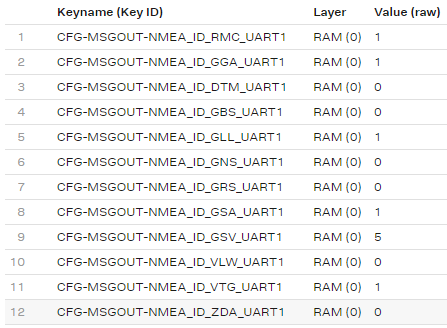 Keyname (Key ID) Layer Value (raw)
1 CFG-MSGOUT-NMEA_ID_RMC_UART1 RAM (0) 1
2 CFG-MSGOUT-NMEA_ID_GGA_UART1 RAM (0) 1
3 CFG-MSGOUT-NMEA_ID_DTM_UART1 RAM (0) 0
4 CFG-MSGOUT-NMEA_ID_GBS_UART1 RAM (0) 0
5 CFG-MSGOUT-NMEA_ID_GLL_UART1 RAM (0) 1
6 CFG-MSGOUT-NMEA_ID_GNS_UART1 RAM (0) 0
7 CFG-MSGOUT-NMEA_ID_GRS_UART1 RAM (0) 0
8 CFG-MSGOUT-NMEA_ID_GSA_UART1 RAM (0) 1
9 CFG-MSGOUT-NMEA_ID_GSV_UART1 RAM (0) 5
10 CFG-MSGOUT-NMEA_ID_VLW_UART1 RAM (0) 0
11 CFG-MSGOUT-NMEA_ID_VTG_UART1 RAM (0) 1
12 CFG-MSGOUT-NMEA_ID_ZDA_UART1 RAM (0) 0